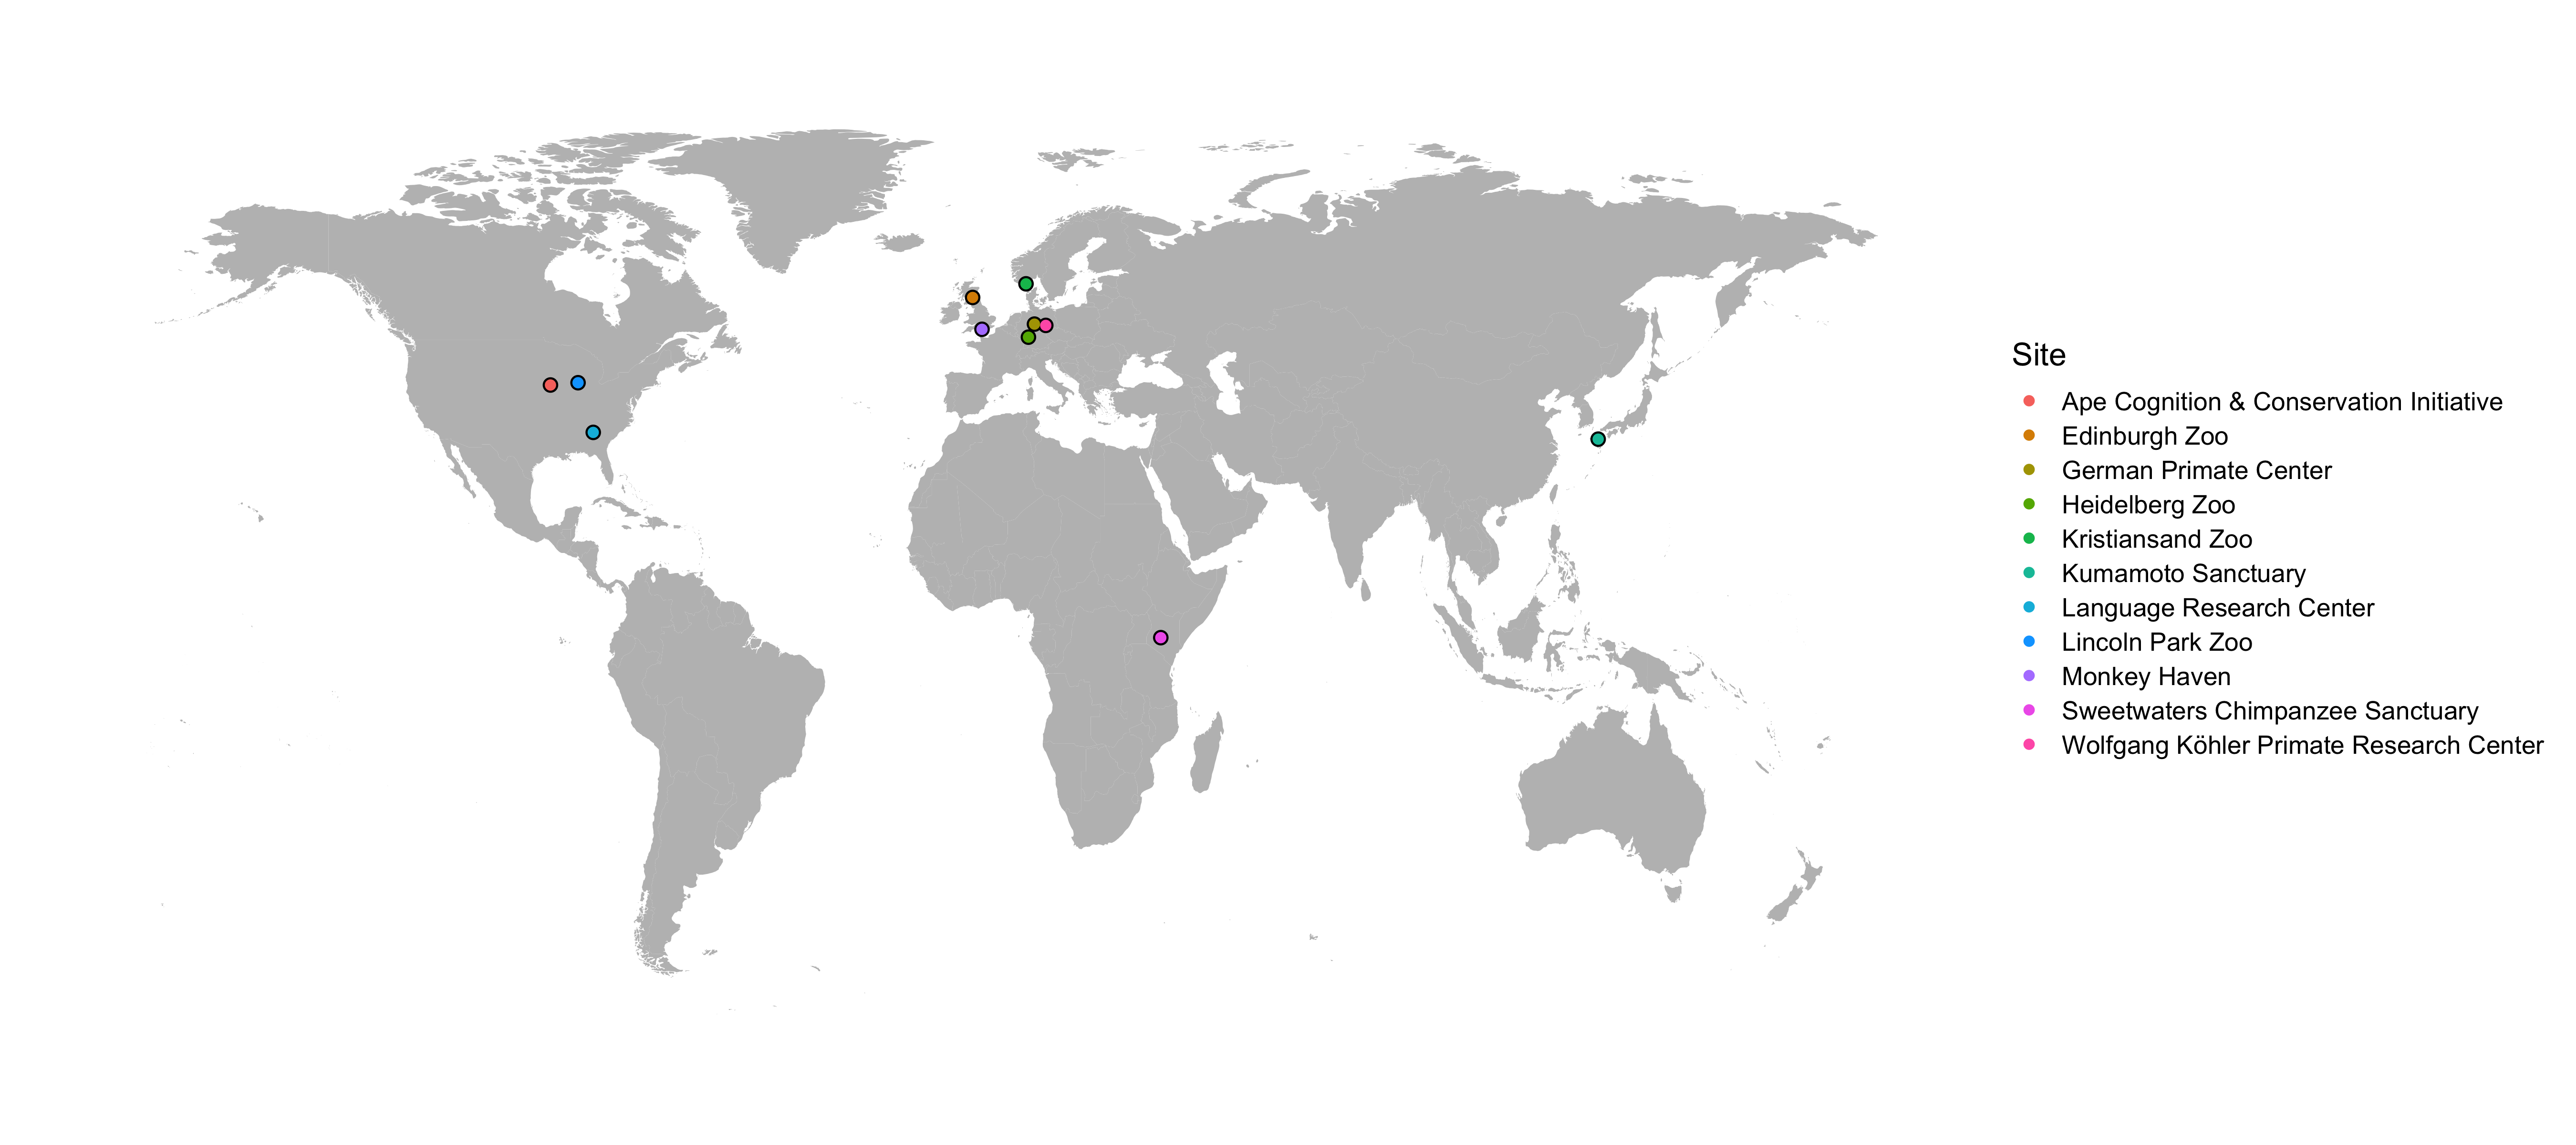 Site
Ape Cognition & Conservation Initiative
Edinburgh Zoo
German Primate Center
Heidelberg Zoo
Kristiansand Zoo
Kumamoto Sanctuary
Language Research Center
Lincoln Park Zoo
Monkey Haven
Sweetwaters Chimpanzee Sanctuary
Wolfgang Köhler Primate Research Center